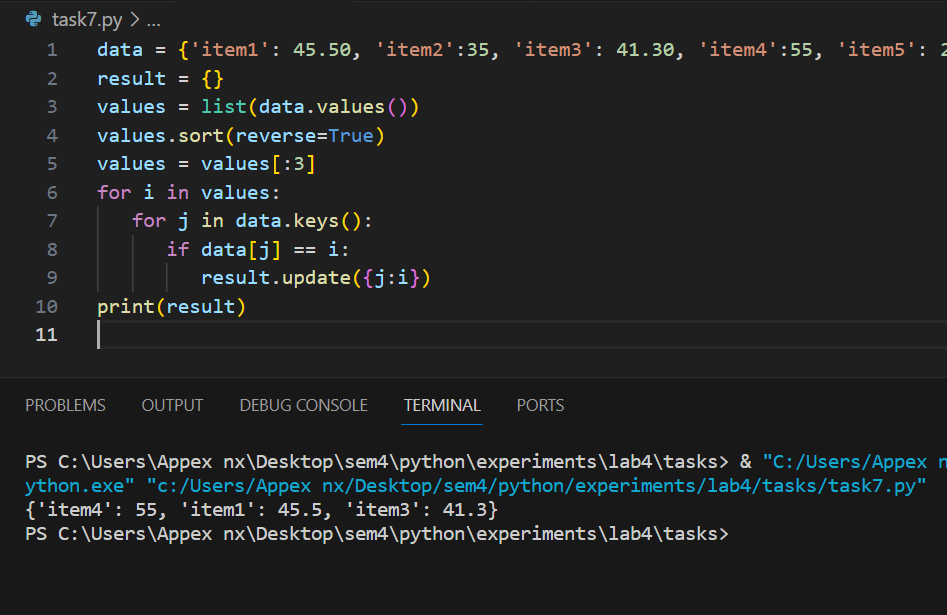 task7.py > ...
1 data = {'item1': 45.50, 'item2':35, 'item3': 41.30, 'item4':55, 'item5': 2
2 result = {}
3 values = list(data.values())
4 values.sort(reverse=True)
5 values = values[:3]
6 for i in values:
7    for j in data.keys():
8       if data[j] == i:
9          result.update({j:i})
10 print(result)
11
PROBLEMS OUTPUT DEBUG CONSOLE TERMINAL PORTS
PS C:\Users\Appex nx\Desktop\sem4\python\experiments\lab4\tasks> & "C:/Users/Appex n
ython.exe" "c:/Users/Appex nx/Desktop/sem4/python/experiments/lab4/tasks/task7.py"
{'item4': 55, 'item1': 45.5, 'item3': 41.3}
PS C:\Users\Appex nx\Desktop\sem4\python\experiments\lab4\tasks>